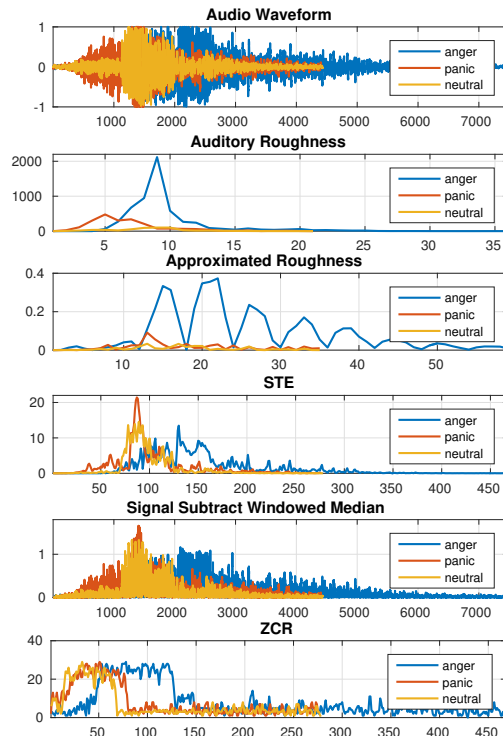 Audio Waveform
1
0
-1
anger
panic
neutral
1000 2000 3000 4000 5000 6000 7000
Auditory Roughness
2000
1000
0
anger
panic
neutral
5 10 15 20 25 30 35
Approximated Roughness
0.4
0.2
0
anger
panic
neutral
10 20 30 40 50
STE
20
10
0
anger
panic
neutral
50 100 150 200 250 300 350 400 450
Signal Subtract Windowed Median
1
0
anger
panic
neutral
1000 2000 3000 4000 5000 6000 7000
ZCR
40
20
0
anger
panic
neutral
50 100 150 200 250 300 350 400 450